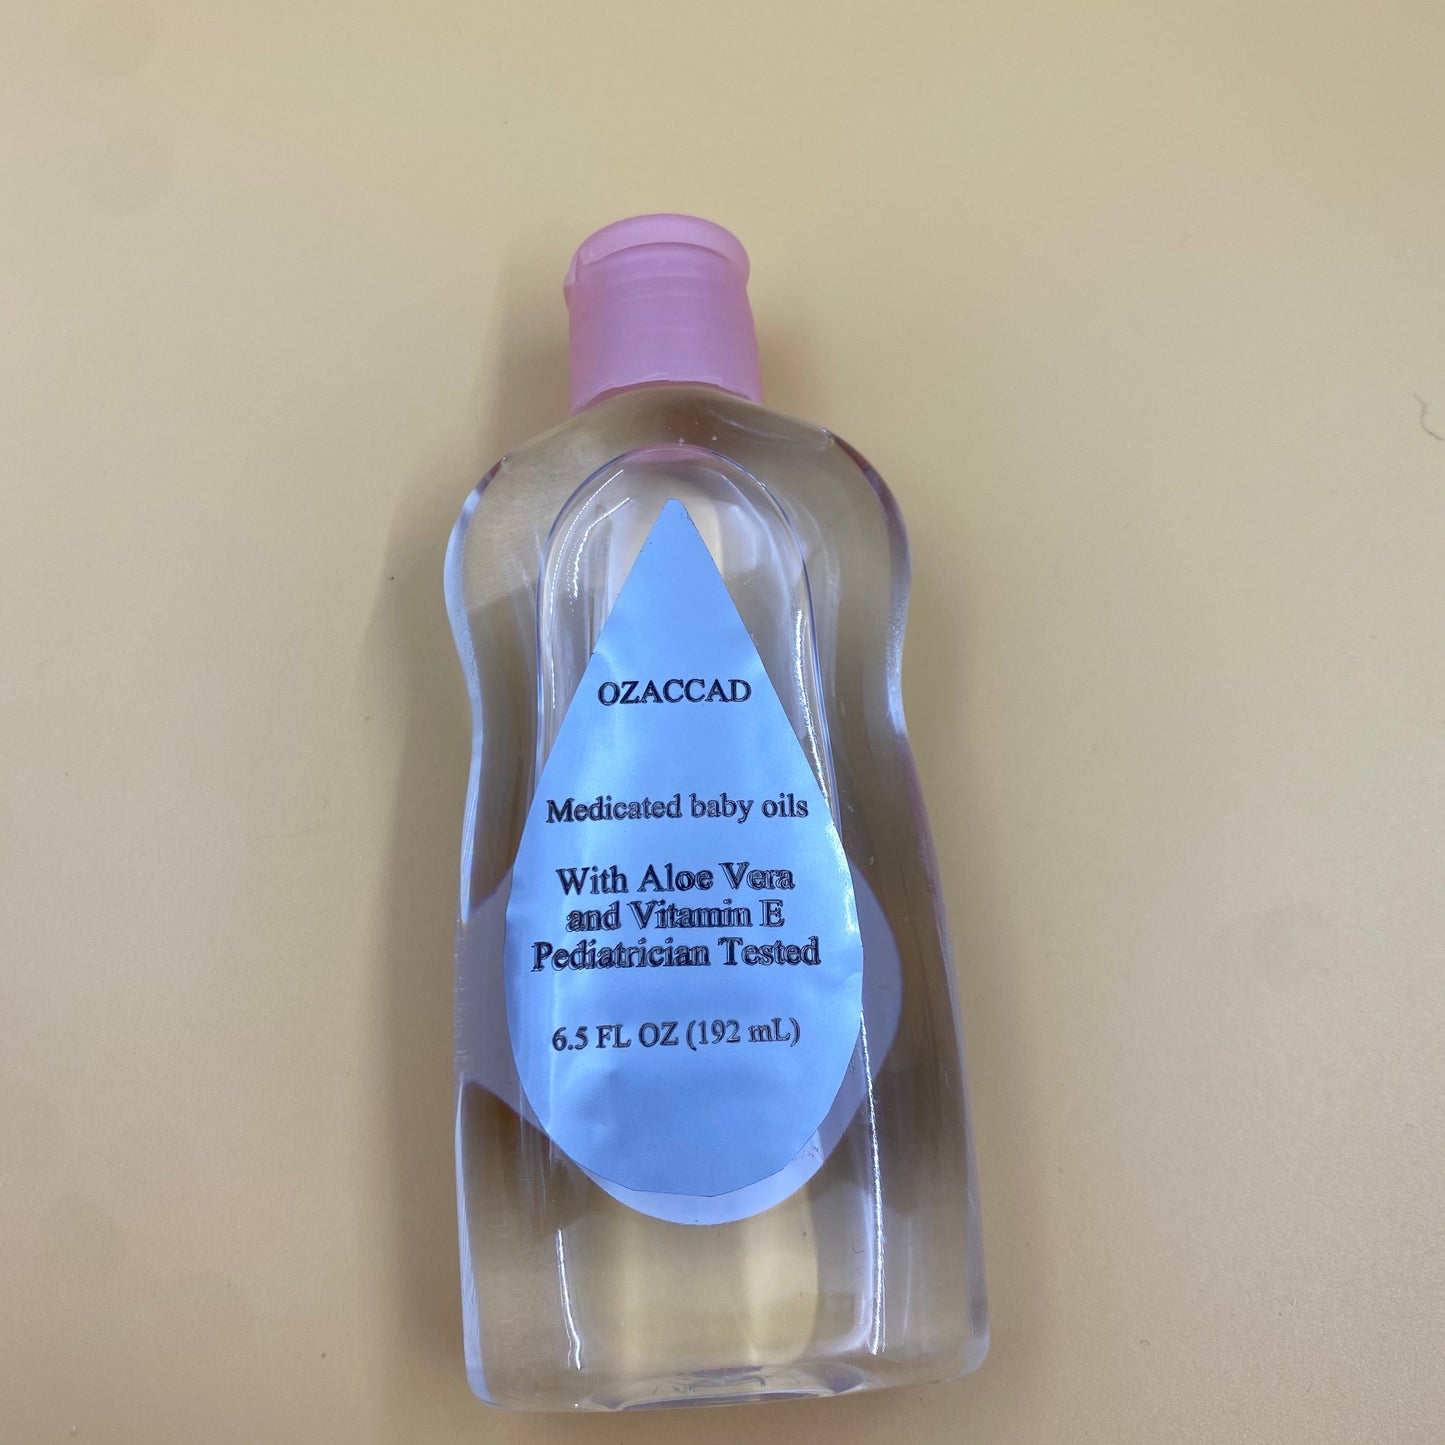 OZACCAD
Medicated baby oils
With Aloe Vera
and Vitamin E
Pediatrician Tested
6.5 FL OZ (192 mL)